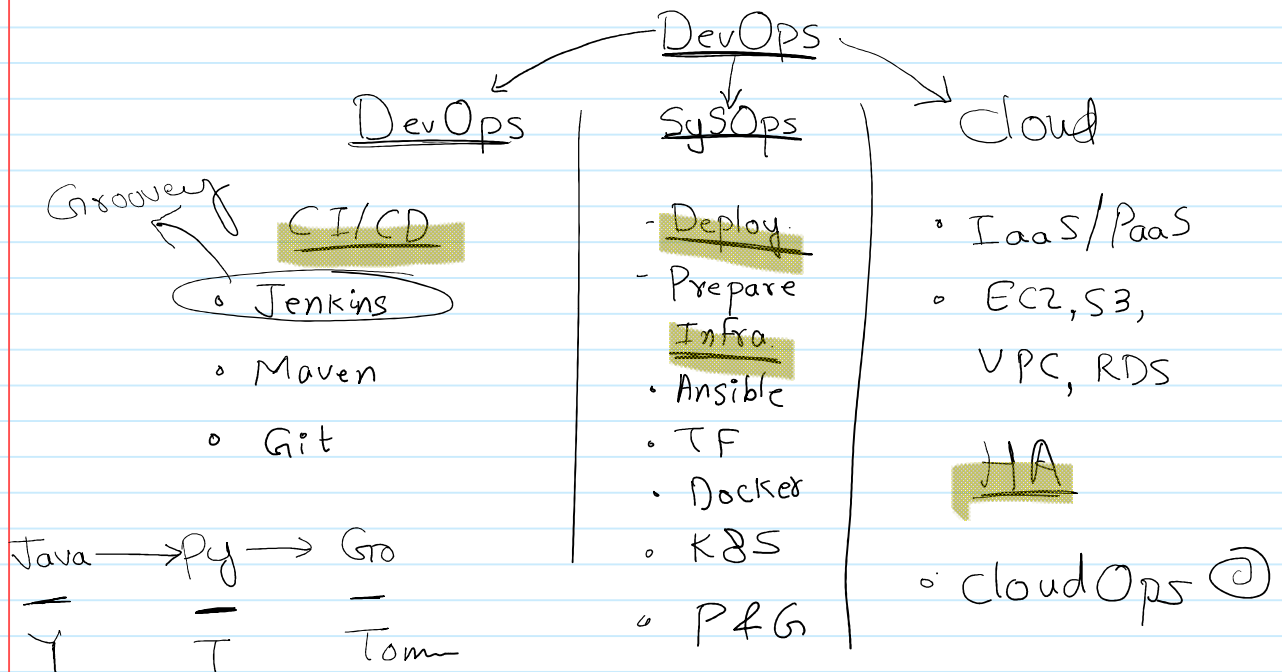 DevOps
DevOps
Groovey
CI/CD
Jenkins
Maven
Git
Java → Py → Go
Y T Tom
SysOps
- Deploy.
- Prepare
Infra.
• Ansible
• TF
• Docker
• K8S
• P & G
Cloud
• IaaS/PaaS
• EC2, S3,
VPC, RDS
HA
• CloudOps